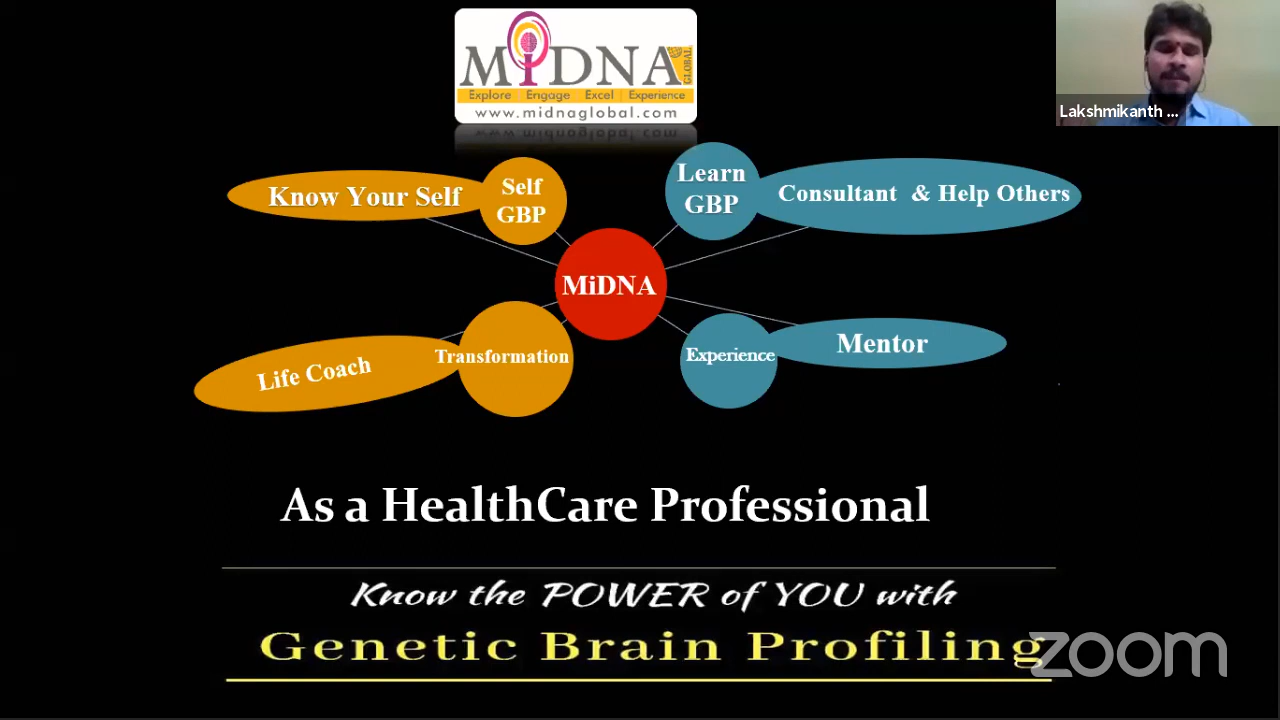 MiDNA
GLOBAL
Explore Engage Excel Experience
www.midnaglobal.com
Lakshmikanth ...
Know Your Self
Self
GBP
Learn
GBP
Consultant & Help Others
MiDNA
Life Coach
Transformation
Experience
Mentor
As a HealthCare Professional
Know the POWER of YOU with
Genetic Brain Profiling
zoom